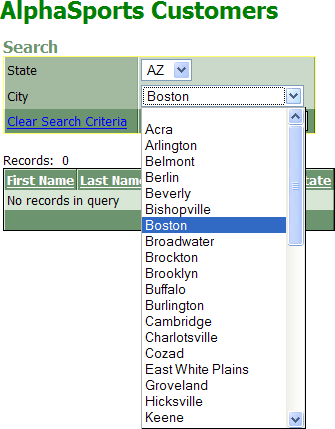 AlphaSports Customers
Search
State AZ
City Boston
Clear Search Criteria
Acra
Arlington
Belmont
Berlin
Beverly
Bishopville
Boston
Broadwater
Brockton
Brooklyn
Buffalo
Burlington
Cambridge
Charlotsville
Cozad
East White Plains
Groveland
Hicksville
Keene
Records: 0
First Name Last Nam tate
No records in query